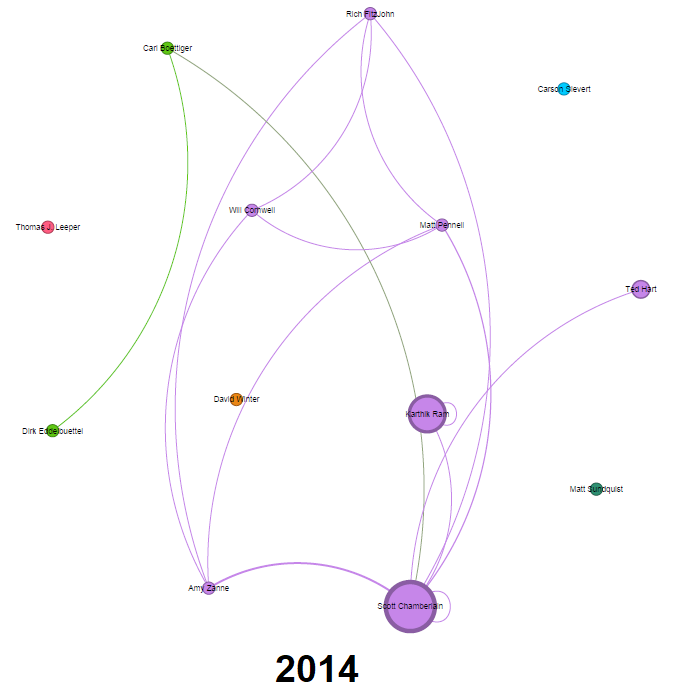 Rich FitzJohn
Carl Boettiger
Carson Sievert
Will Cornwell
Matt Pennell
Thomas J. Leeper
Ted Hart
David Winter
Karthik Ram
Dirk Eddelbuettel
Matt Sundquist
Amy Zanne
Scott Chamberlain
2014